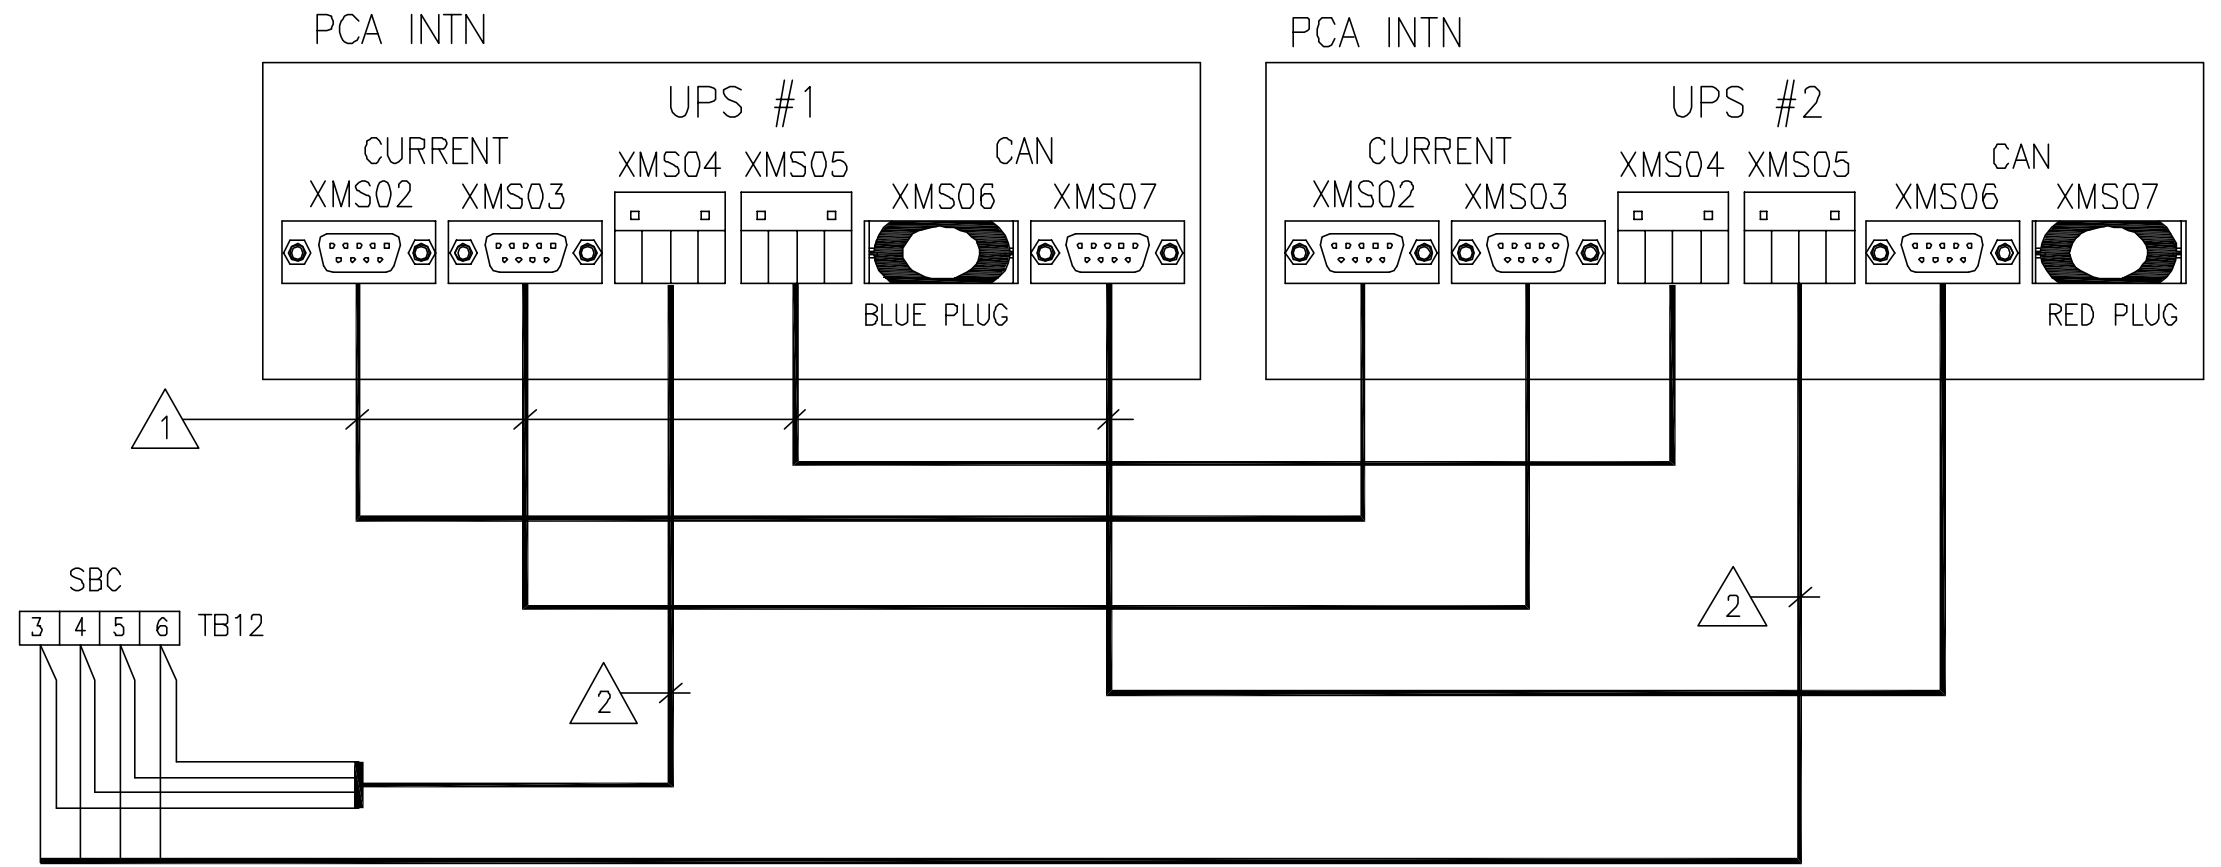 PCA INTN
UPS #1
CURRENT
CAN
XMS02
XMS03
XMS04
XMS05
XMS06
XMS07
BLUE PLUG
PCA INTN
UPS #2
CURRENT
CAN
XMS02
XMS03
XMS04
XMS05
XMS06
XMS07
RED PLUG
1
SBC
3 4 5 6 TB12
2
2